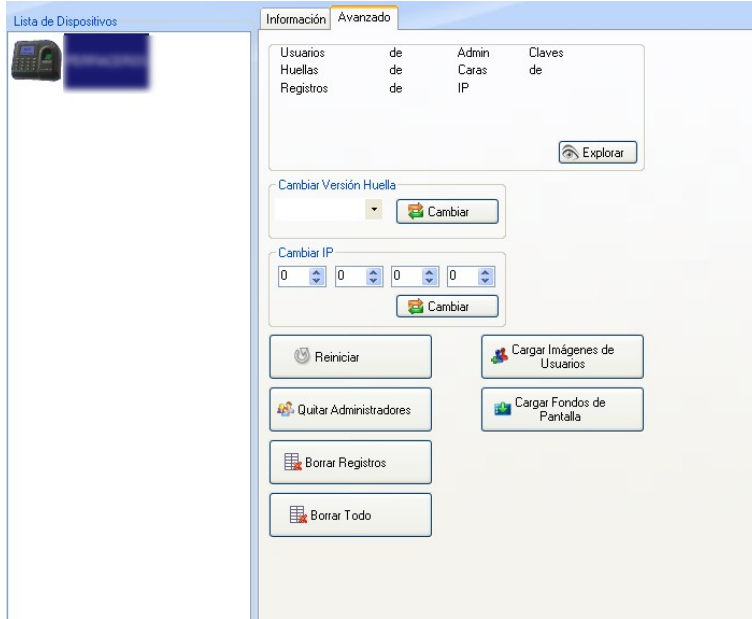 Lista de Dispositivos
Información Avanzado
Usuarios de Admin Claves
Huellas de Caras de
Registros de IP
Explorar
Cambiar Versión Huella
Cambiar
Cambiar IP
0 0 0 0
Cambiar
Reiniciar
Cargar Imágenes de
Usuarios
Quitar Administradores
Cargar Fondos de
Pantalla
Borrar Registros
Borrar Todo